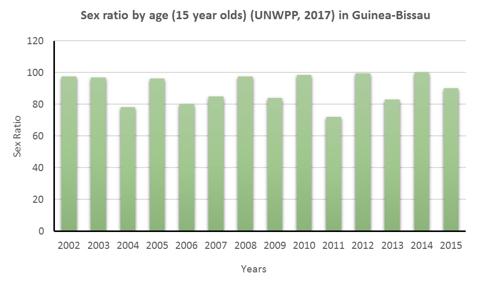 Sex ratio by age (15 year olds) (UNWPP, 2017) in Guinea-Bissau
120
100
80
60
40
20
0
Sex Ratio
2002 2003 2004 2005 2006 2007 2008 2009 2010 2011 2012 2013 2014 2015
Years